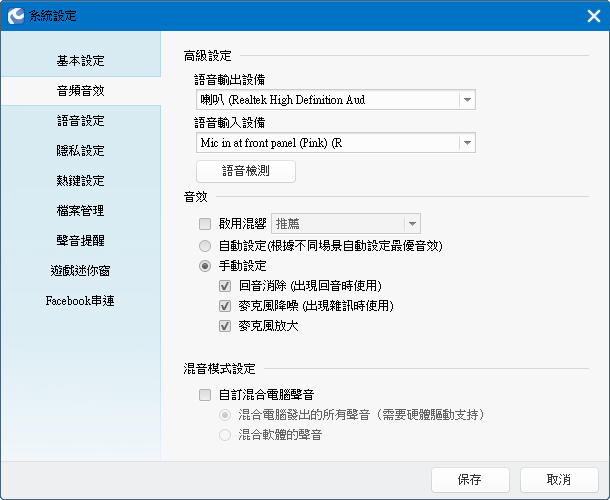 系統設定
基本設定
音頻音效
語音設定
隱私設定
熱鍵設定
檔案管理
聲音提醒
遊戲迷你窗
Facebook串連
高級設定
語音輸出設備
喇叭 (Realtek High Definition Aud
語音輸入設備
Mic in at front panel (Pink) (R
語音檢測
音效
啟用混響 推薦
自動設定(根據不同場景自動設定最優音效)
手動設定
回音消除 (出現回音時使用)
麥克風降噪 (出現雜訊時使用)
麥克風放大
混音模式設定
自訂混合電腦聲音
混合電腦發出的所有聲音（需要硬體驅動支持）
混合軟體的聲音
保存 取消